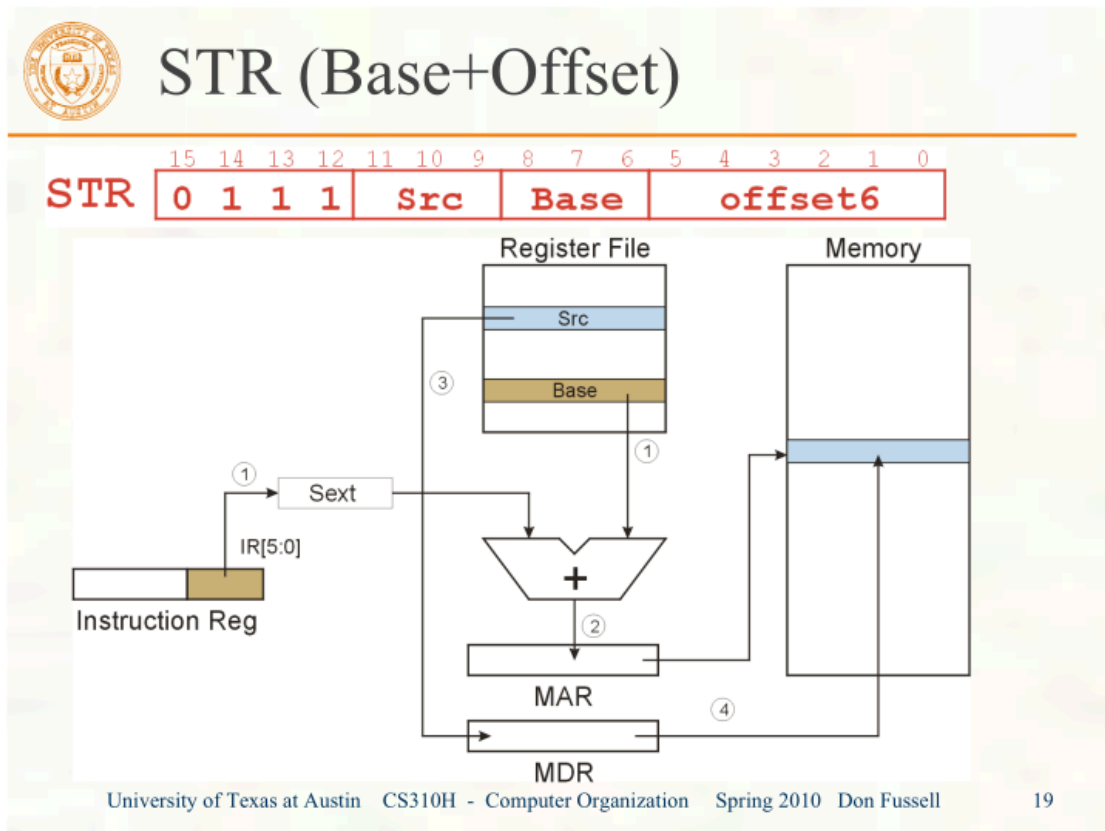 STR (Base+Offset)
15 14 13 12 11 10 9 8 7 6 5 4 3 2 1 0
STR 0 1 1 1 Src Base offset6
Register File
Memory
Src
3
Base
1
1
Sext
IR[5:0]
+
Instruction Reg
2
MAR
4
MDR
University of Texas at Austin CS310H - Computer Organization Spring 2010 Don Fussell 19